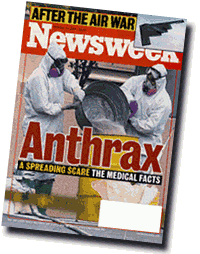 AFTER THE AIR WAR
Newsweek
Anthrax
A SPREADING SCARE THE MEDICAL FACTS